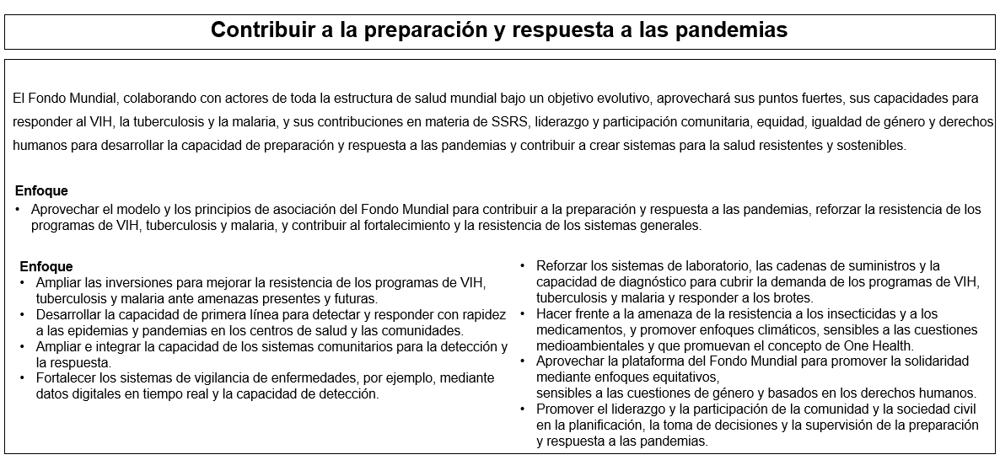 Contribuir a la preparación y respuesta a las pandemias
El Fondo Mundial, colaborando con actores de toda la estructura de salud mundial bajo un objetivo evolutivo, aprovechará sus puntos fuertes, sus capacidades para
responder al VIH, la tuberculosis y la malaria, y sus contribuciones en materia de SSRS, liderazgo y participación comunitaria, equidad, igualdad de género y derechos
humanos para desarrollar la capacidad de preparación y respuesta a las pandemias y contribuir a crear sistemas para la salud resistentes y sostenibles.
Enfoque
• Aprovechar el modelo y los principios de asociación del Fondo Mundial para contribuir a la preparación y respuesta a las pandemias, reforzar la resistencia de los
programas de VIH, tuberculosis y malaria, y contribuir al fortalecimiento y la resistencia de los sistemas generales.
Enfoque
• Ampliar las inversiones para mejorar la resistencia de los programas de VIH,
tuberculosis y malaria ante amenazas presentes y futuras.
• Desarrollar la capacidad de primera línea para detectar y responder con rapidez
a las epidemias y pandemias en los centros de salud y las comunidades.
• Ampliar e integrar la capacidad de los sistemas comunitarios para la detección y
la respuesta.
• Fortalecer los sistemas de vigilancia de enfermedades, por ejemplo, mediante
datos digitales en tiempo real y la capacidad de detección.
• Reforzar los sistemas de laboratorio, las cadenas de suministros y la
capacidad de diagnóstico para cubrir la demanda de los programas de VIH,
tuberculosis y malaria y responder a los brotes.
• Hacer frente a la amenaza de la resistencia a los insecticidas y a los
medicamentos, y promover enfoques climáticos, sensibles a las cuestiones
medioambientales y que promuevan el concepto de One Health.
• Aprovechar la plataforma del Fondo Mundial para promover la solidaridad
mediante enfoques equitativos,
sensibles a las cuestiones de género y basados en los derechos humanos.
• Promover el liderazgo y la participación de la comunidad y la sociedad civil
en la planificación, la toma de decisiones y la supervisión de la preparación
y respuesta a las pandemias.